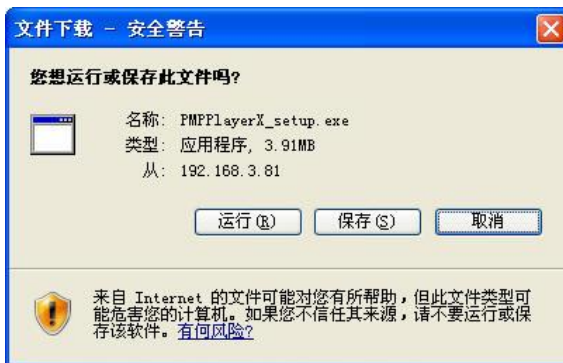 文件下载 - 安全警告
您想运行或保存此文件吗?
名称: PMPPlayerX_setup.exe
类型: 应用程序, 3.91MB
从: 192.168.3.81
运行(R) 保存(S) 取消
来自 Internet 的文件可能对您有所帮助,但此文件类型可
能危害您的计算机。如果您不信任其来源,请不要运行或保
存该软件。有何风险?